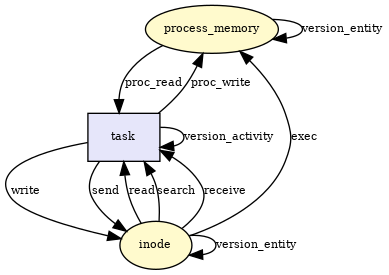 process_memory
version_entity
proc_read
proc_write
task
version_activity
exec
write
send
read
search
receive
inode
version_entity